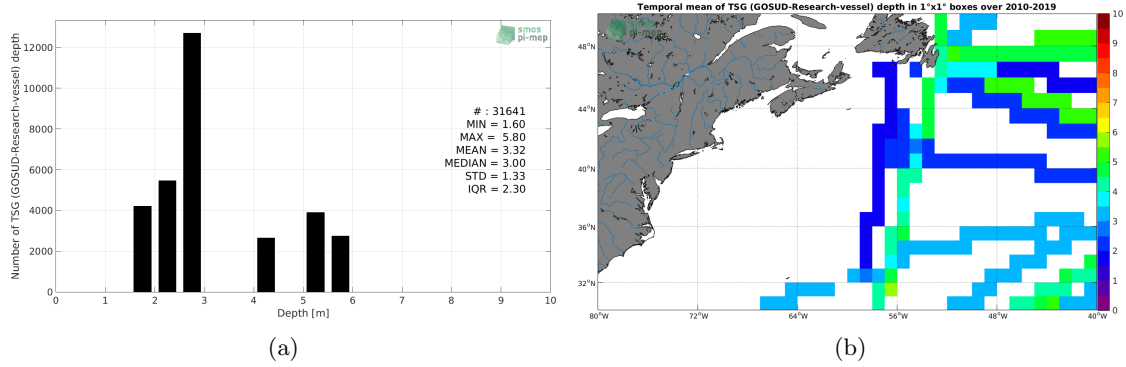 smos
pi-mep
Number of TSG (GOSUD-Research-vessel) depth
12000
10000
8000
6000
4000
2000
0
# : 31641
MIN = 1.60
MAX = 5.80
MEAN = 3.32
MEDIAN = 3.00
STD = 1.33
IQR = 2.30
0 1 2 3 4 5 6 7 8 9 10
Depth [m]
(a)
Temporal mean of TSG (GOSUD-Research-vessel) depth in 1°x1° boxes over 2010-2019
smos
pi-mep
48°N
44°N
40°N
36°N
32°N
80°W 72°W 64°W 56°W 48°W 40°W
10
9
8
7
6
5
4
3
2
1
0
(b)